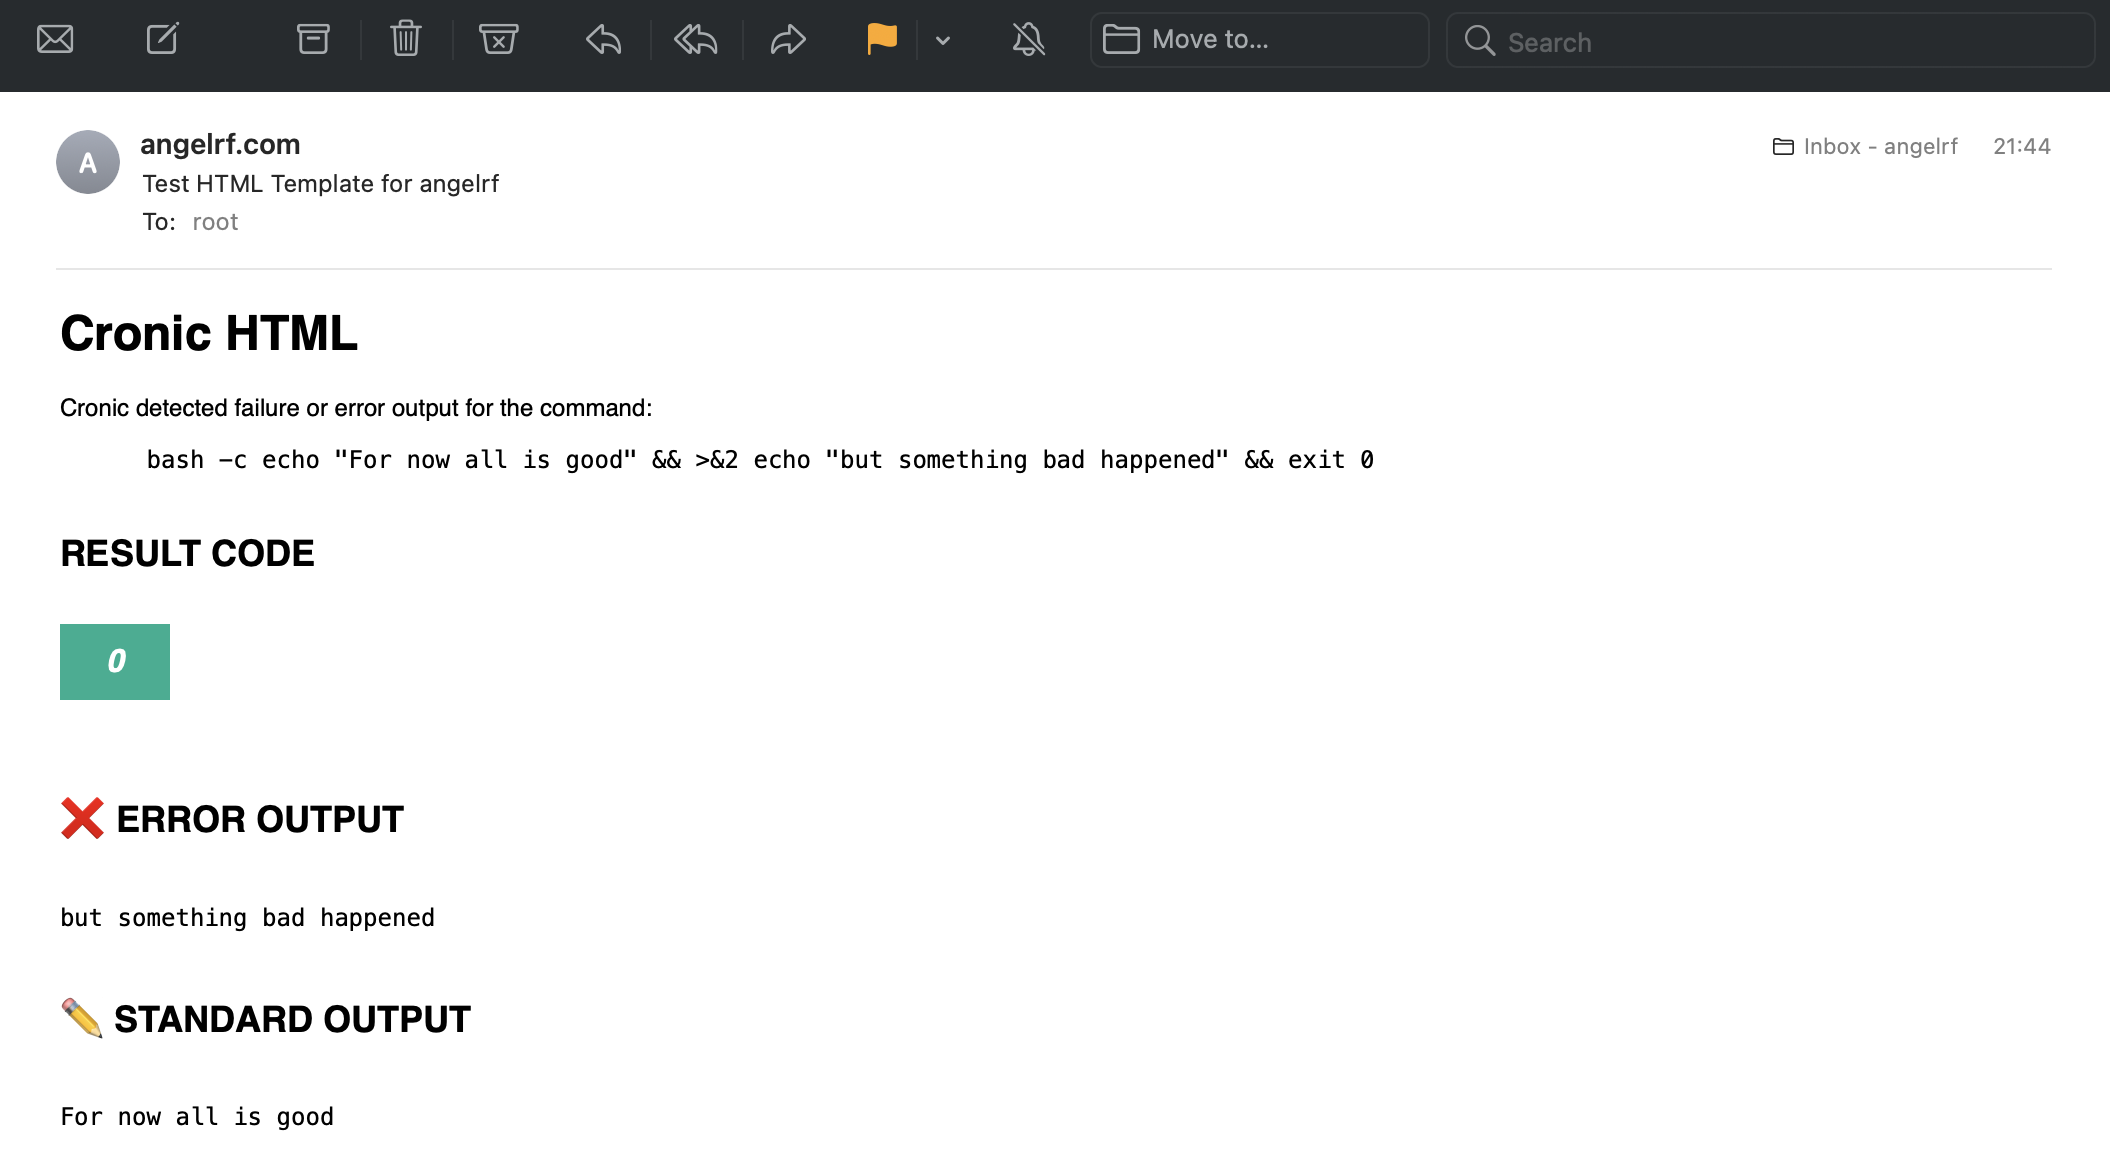 Move to...
Search
A
angelrf.com
Inbox - angelrf 21:44
Test HTML Template for angelrf
To: root
Cronic HTML
Cronic detected failure or error output for the command:
bash -c echo "For now all is good" && >&2 echo "but something bad happened" && exit 0
RESULT CODE
0
❌ ERROR OUTPUT
but something bad happened
✏️ STANDARD OUTPUT
For now all is good